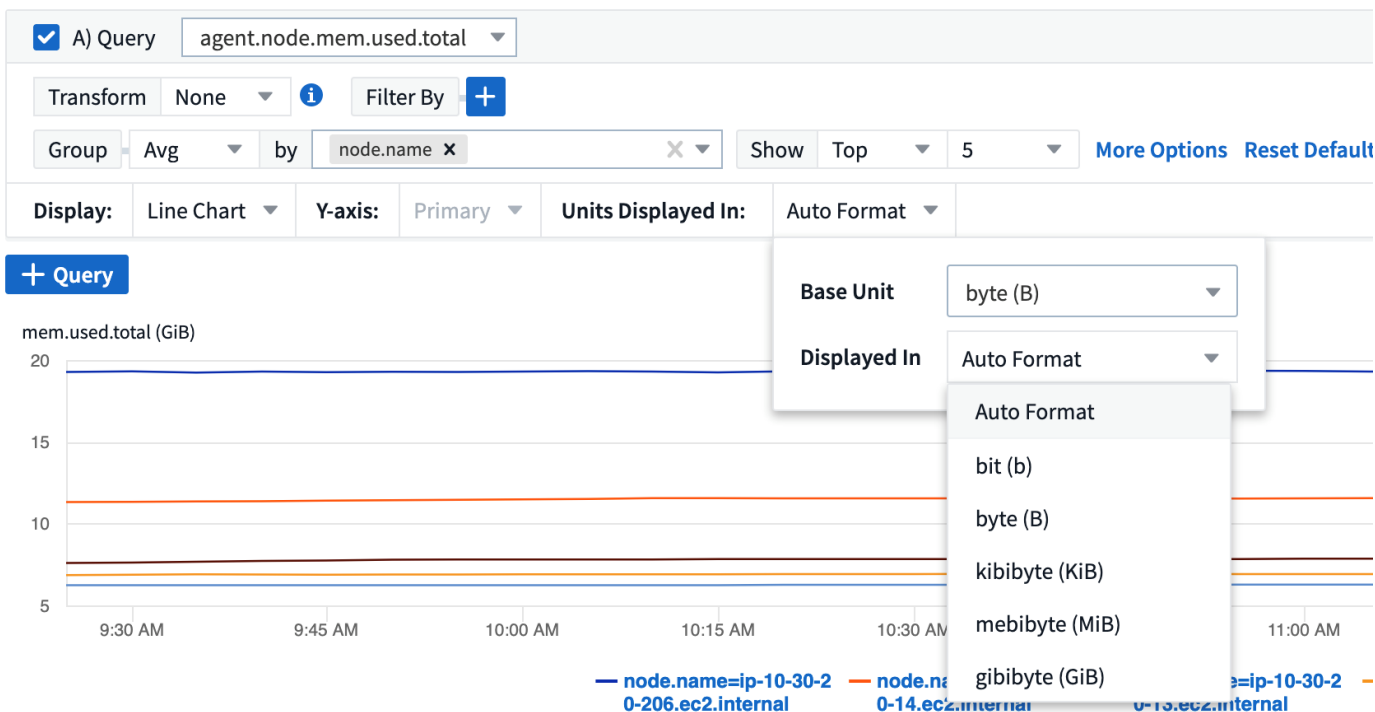 A) Query agent.node.mem.used.total
Transform None i Filter By +
Group Avg by node.name × × Show Top 5 More Options Reset Default
Display: Line Chart Y-axis: Primary Units Displayed In: Auto Format
+ Query
Base Unit byte (B)
Displayed In Auto Format
Auto Format
bit (b)
byte (B)
kibibyte (KiB)
mebibyte (MiB)
gibibyte (GiB)
mem.used.total (GiB)
20
15
10
5
9:30 AM 9:45 AM 10:00 AM 10:15 AM 10:30 AM 11:00 AM
node.name=ip-10-30-2
0-206.ec2.internal
node.na
0-14.ec2.internal
e=ip-10-30-2
0-13.ec2.internal